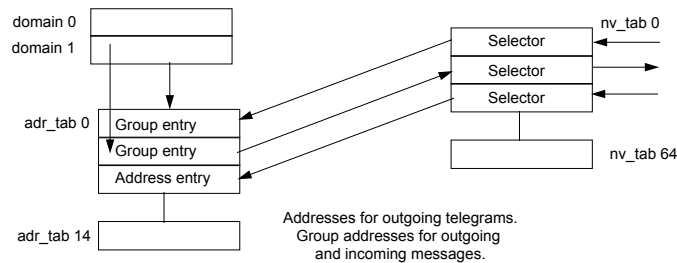 domain 0
domain 1
nv_tab 0
Selector
Selector
Selector
adr_tab 0
Group entry
Group entry
Address entry
nv_tab 64
adr_tab 14
Addresses for outgoing telegrams.
Group addresses for outgoing
and incoming messages.